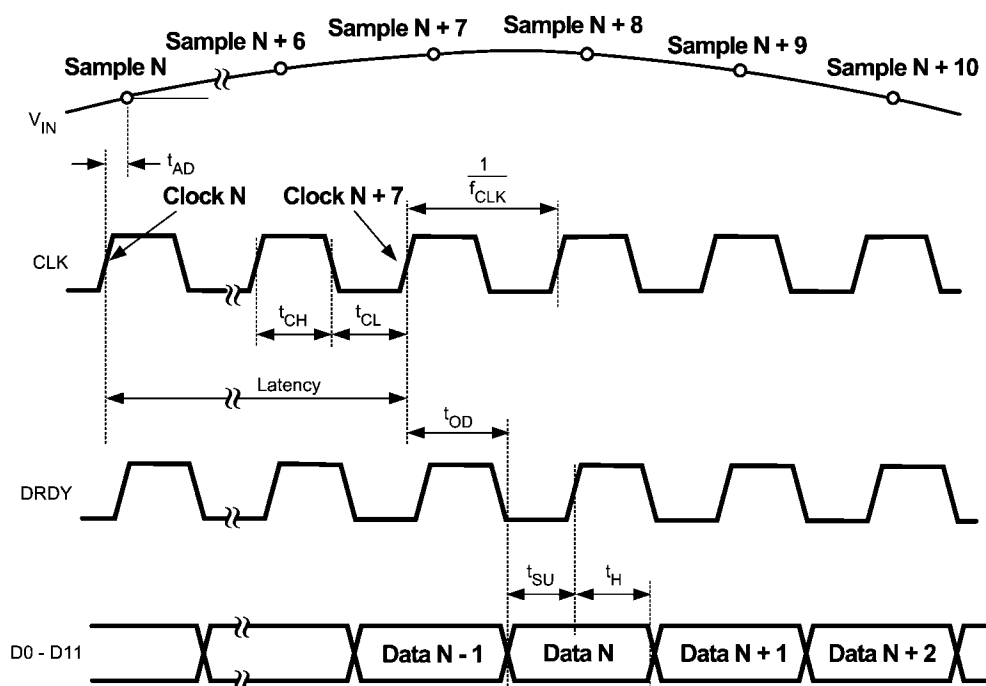 Sample N
Sample N + 6
Sample N + 7
Sample N + 8
Sample N + 9
Sample N + 10
VIN
tAD
Clock N
Clock N + 7
1
fCLK
CLK
tCH
tCL
Latency
tOD
DRDY
tSU
tH
D0 - D11
Data N - 1
Data N
Data N + 1
Data N + 2